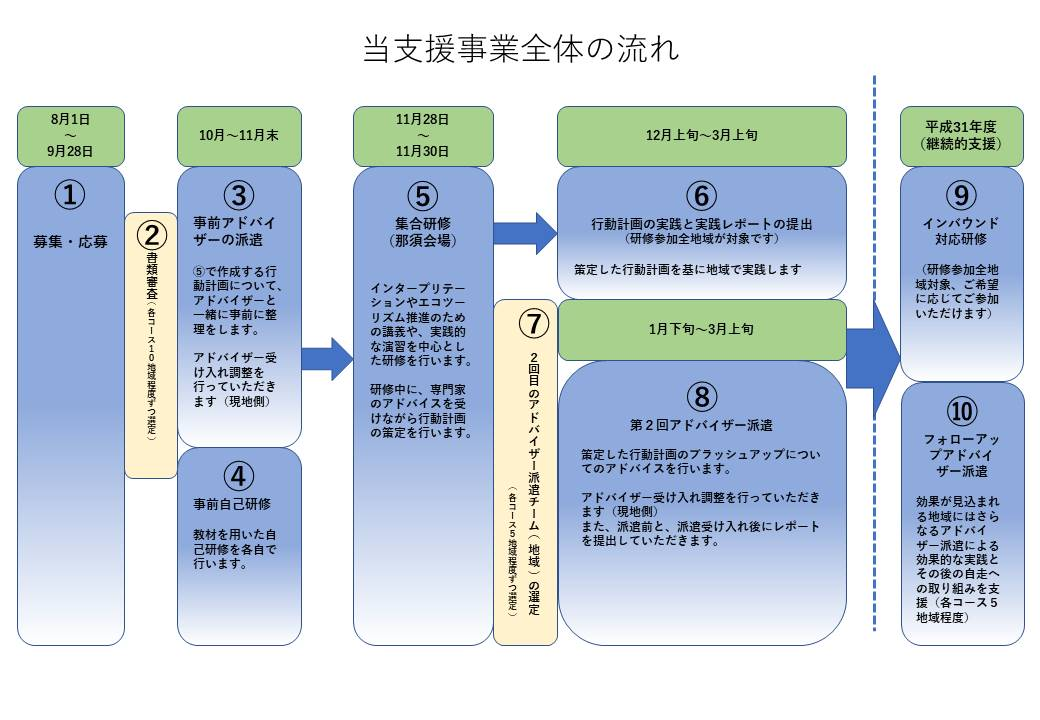 当支援事業全体の流れ
8月1日
～
9月28日
①
募集・応募
②
書類審査（各コース10地域程度ずつ選定）
10月～11月末
③
事前アドバイ
ザーの派遣
⑤で作成する行
動計画について、
アドバイザーと
一緒に事前に整
理をします。
アドバイザー受
け入れ調整を
行っていただき
ます（現地側）
④
事前自己研修
教材を用いた自
己研修を各自で
行います。
11月28日
～
11月30日
⑤
集合研修
（那須会場）
インタープリテー
ションやエコツー
リズム推進のため
の講義や、実践的
な演習を中心とし
た研修を行います。
研修中に、専門家
のアドバイスを受
けながら行動計画
の策定を行います。
12月上旬～3月上旬
⑥
行動計画の実践と実践レポートの提出
（研修参加全地域が対象です）
策定した行動計画を基に地域で実践します
⑦
２回目のアドバイザー派遣チーム（地域）の選定
（各コース５地域程度ずつ選定）
1月下旬～3月上旬
⑧
第２回アドバイザー派遣
策定した行動計画のブラッシュアップについ
てのアドバイスを行います。
アドバイザー受け入れ調整を行っていただき
ます（現地側）
また、派遣前と、派遣受け入れ後にレポート
を提出していただきます。
平成31年度
（継続的支援）
⑨
インバウンド
対応研修
（研修参加全地
域対象、ご希望
に応じてご参加
いただけます）
⑩
フォローアッ
プアドバイ
ザー派遣
効果が見込まれ
る地域にはさら
なるアドバイ
ザー派遣による
効果的な実践と
その後の自走へ
の取り組みを支
援（各コース５
地域程度）